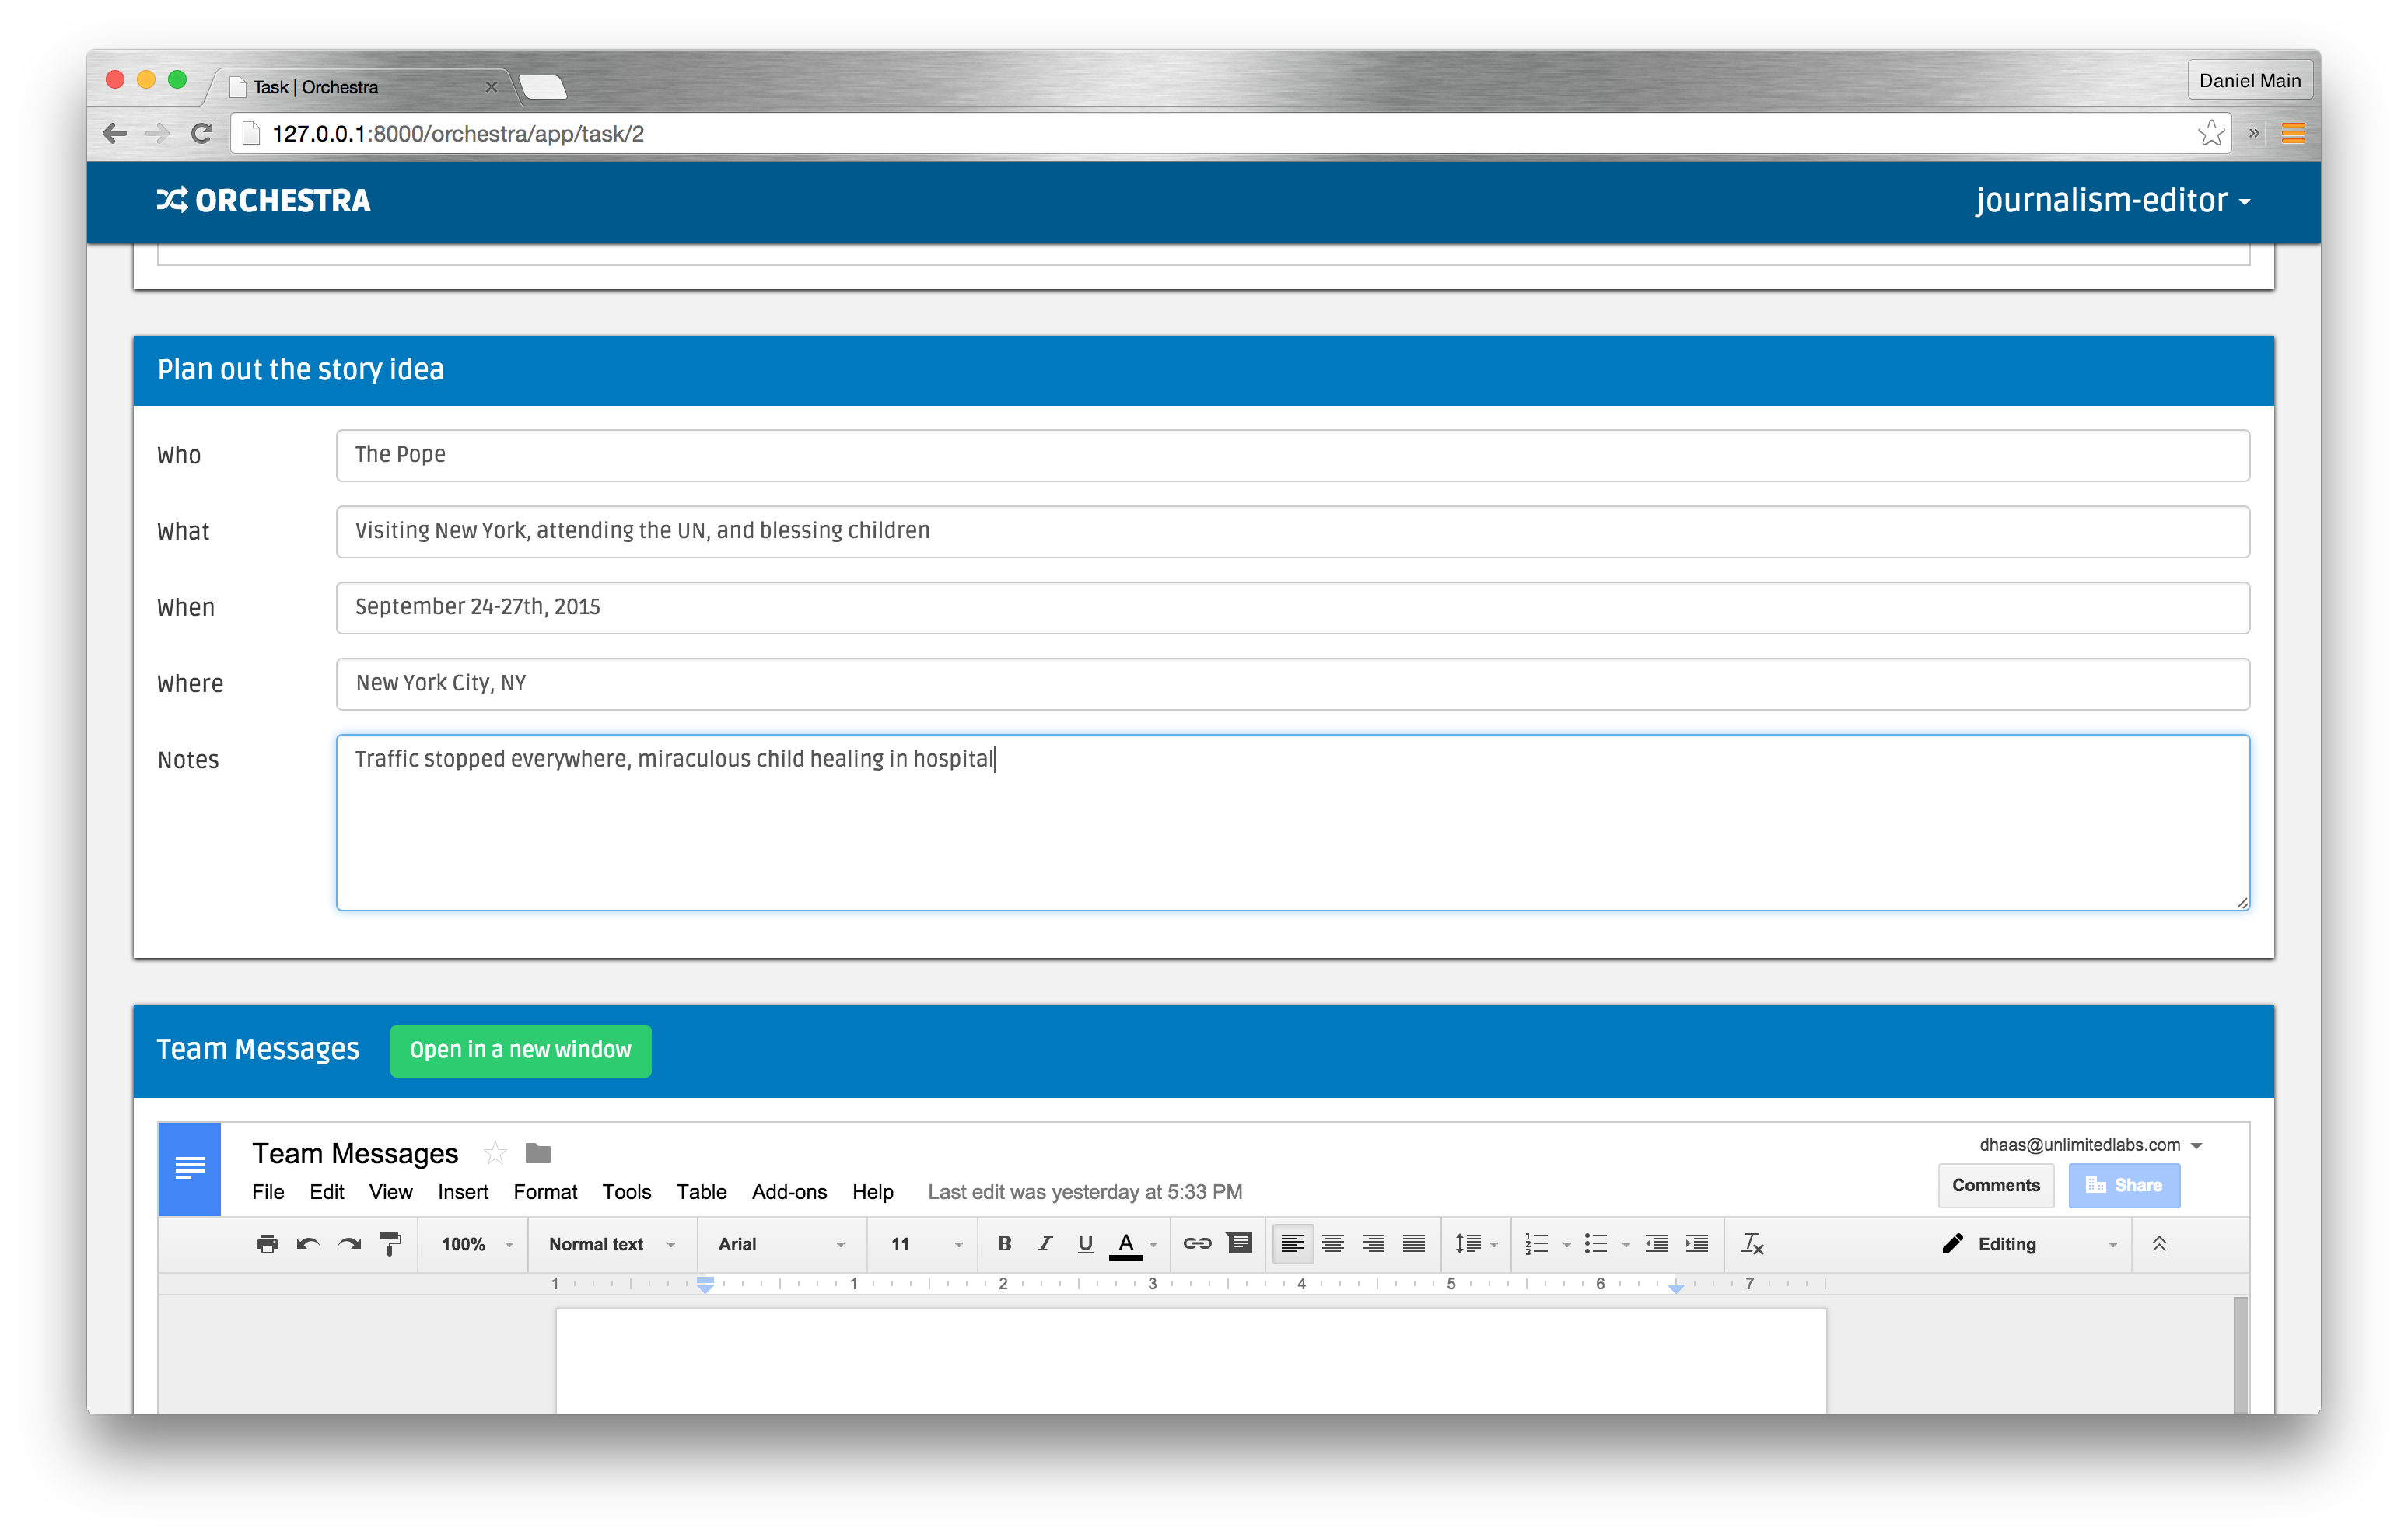 Task | Orchestra
Daniel Main
127.0.0.1:8000/orchestra/app/task/2
»
ORCHESTRA
journalism-editor
Plan out the story idea
Who
The Pope
What
Visiting New York, attending the UN, and blessing children
When
September 24-27th, 2015
Where
New York City, NY
Notes
Traffic stopped everywhere, miraculous child healing in hospital
Team Messages
Open in a new window
Team Messages
dhaas@unlimitedlabs.com
File Edit View Insert Format Tools Table Add-ons Help Last edit was yesterday at 5:33 PM
Comments
Share
100% Normal text Arial 11 B I U A Editing
1 1 2 3 4 5 6 7